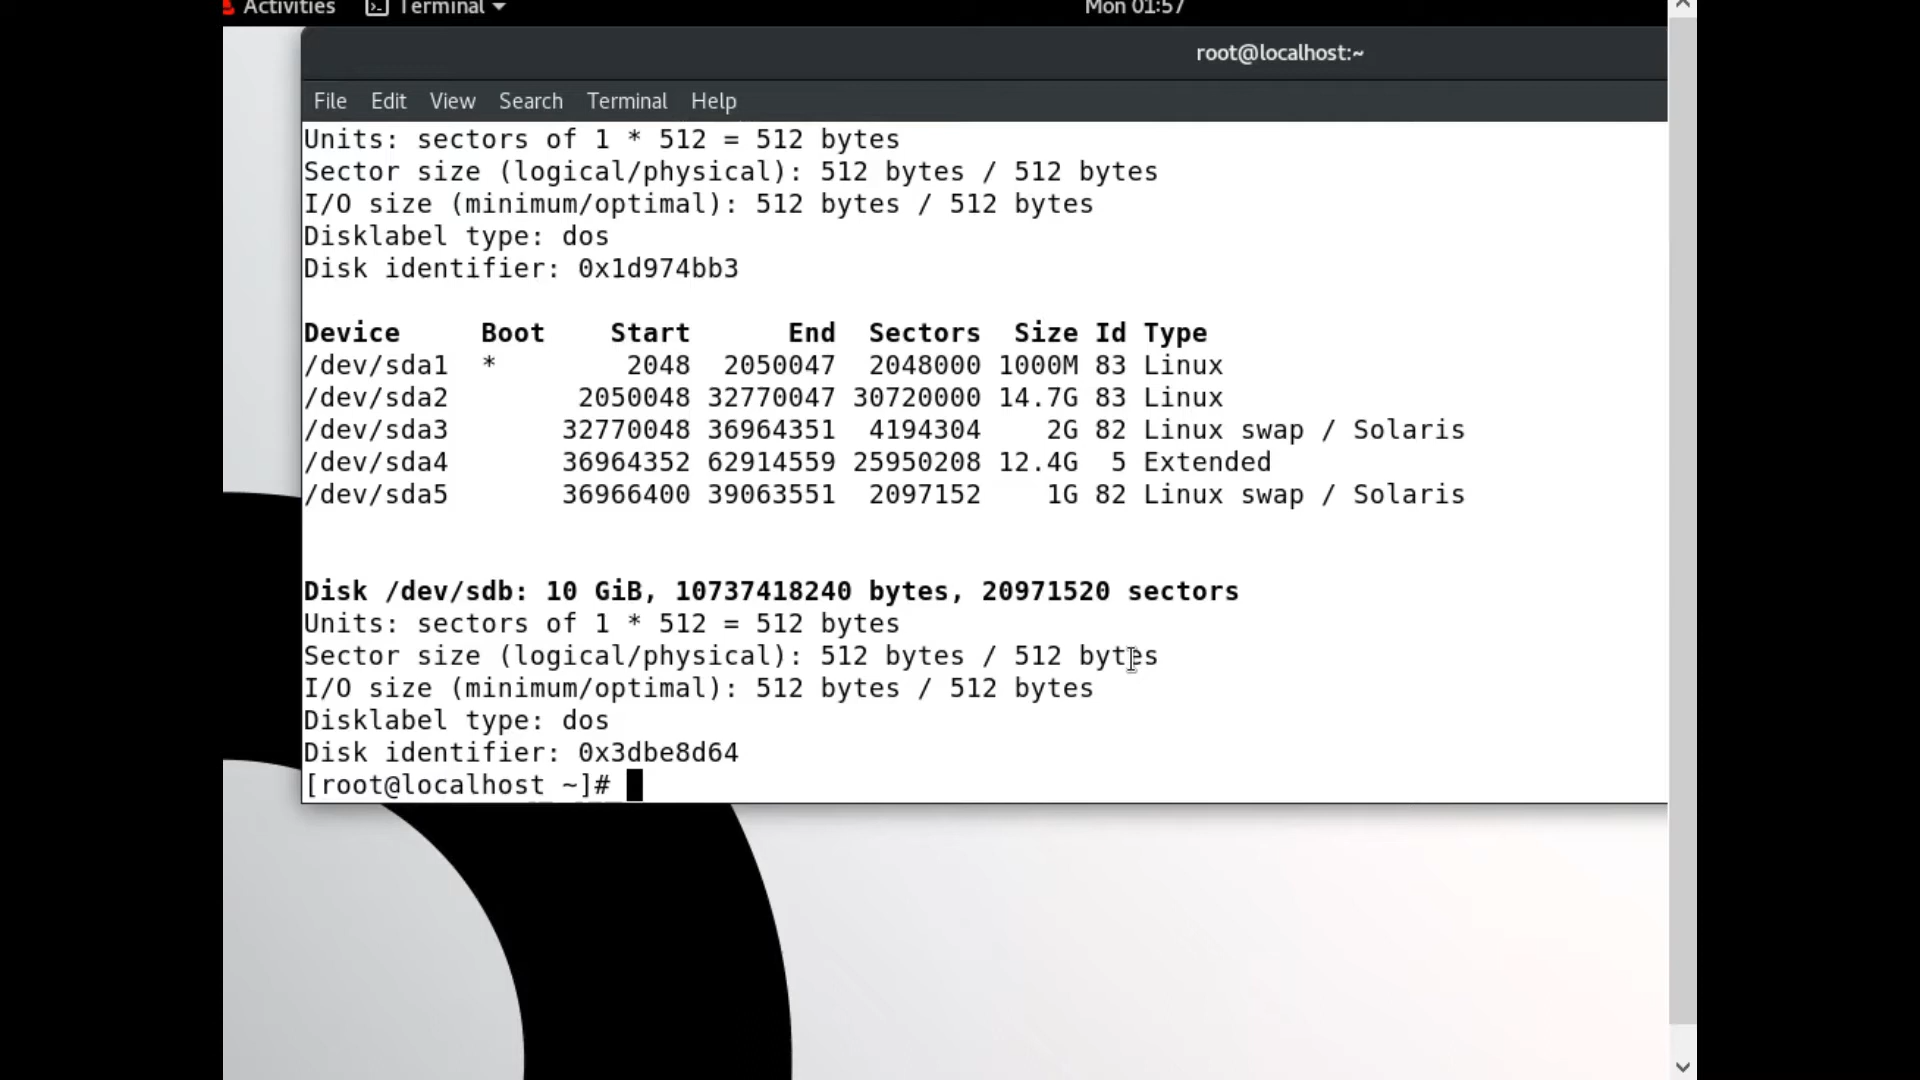 Activities Terminal Mon 01:57
root@localhost:~
File Edit View Search Terminal Help
Units: sectors of 1 * 512 = 512 bytes
Sector size (logical/physical): 512 bytes / 512 bytes
I/O size (minimum/optimal): 512 bytes / 512 bytes
Disklabel type: dos
Disk identifier: 0x1d974bb3
Device Boot Start End Sectors Size Id Type
/dev/sda1 * 2048 2050047 2048000 1000M 83 Linux
/dev/sda2 2050048 32770047 30720000 14.7G 83 Linux
/dev/sda3 32770048 36964351 4194304 2G 82 Linux swap / Solaris
/dev/sda4 36964352 62914559 25950208 12.4G 5 Extended
/dev/sda5 36966400 39063551 2097152 1G 82 Linux swap / Solaris
Disk /dev/sdb: 10 GiB, 10737418240 bytes, 20971520 sectors
Units: sectors of 1 * 512 = 512 bytes
Sector size (logical/physical): 512 bytes / 512 bytes
I/O size (minimum/optimal): 512 bytes / 512 bytes
Disklabel type: dos
Disk identifier: 0x3dbe8d64
[root@localhost ~]#